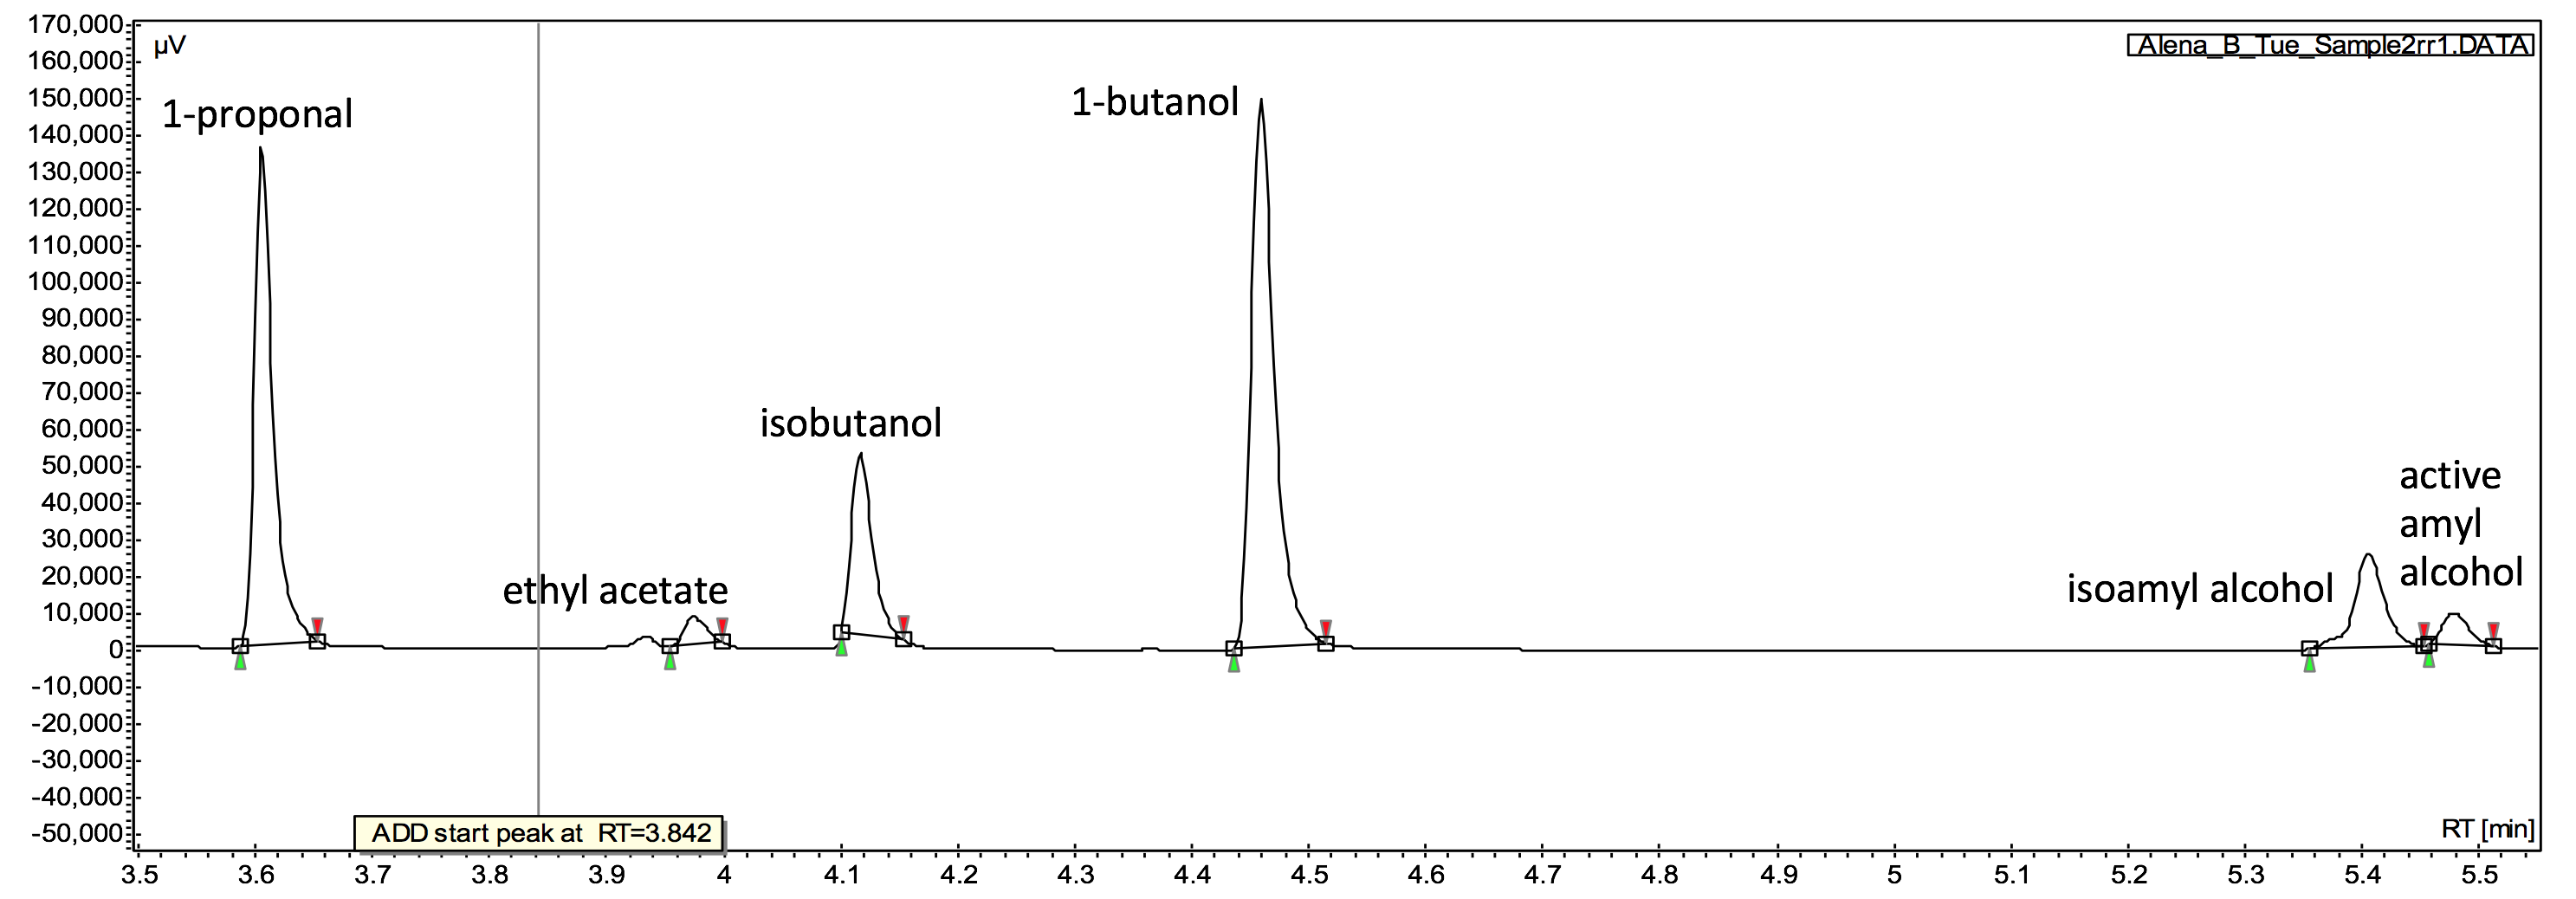 170,000
160,000
150,000
140,000
130,000
120,000
110,000
100,000
90,000
80,000
70,000
60,000
50,000
40,000
30,000
20,000
10,000
0
-10,000
-20,000
-30,000
-40,000
-50,000
µV
Alena_B_Tue_Sample2rr1.DATA
1-proponal
ethyl acetate
isobutanol
1-butanol
isoamyl alcohol
active
amyl
alcohol
ADD start peak at RT=3.842
RT [min]
3.5 3.6 3.7 3.8 3.9 4 4.1 4.2 4.3 4.4 4.5 4.6 4.7 4.8 4.9 5 5.1 5.2 5.3 5.4 5.5